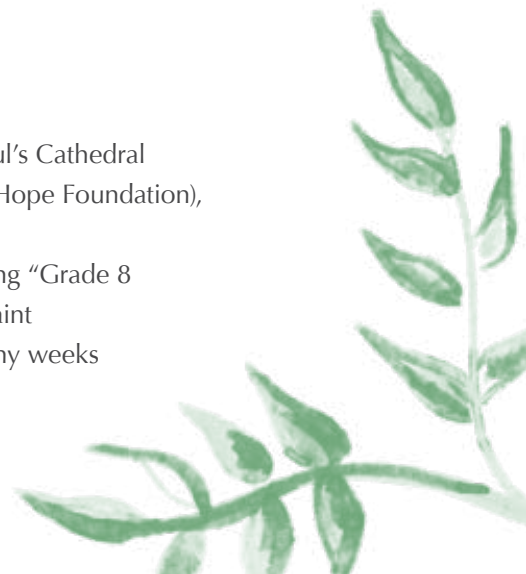 ul’s Cathedral
Hope Foundation),
ng “Grade 8
aint
ny weeks